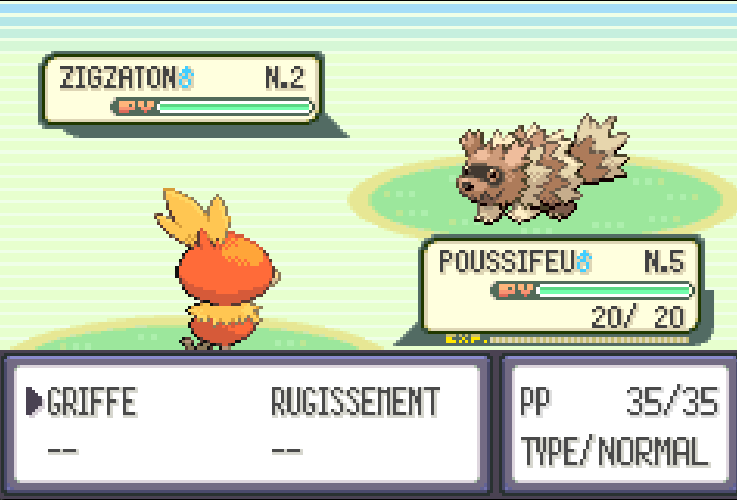 ZIGZATON♂ N.2
PV
POUSSIFEU♂ N.5
PV
20/ 20
EXP.
▶GRIFFE RUGISSEMENT
-- --
PP 35/35
TYPE/NORMAL